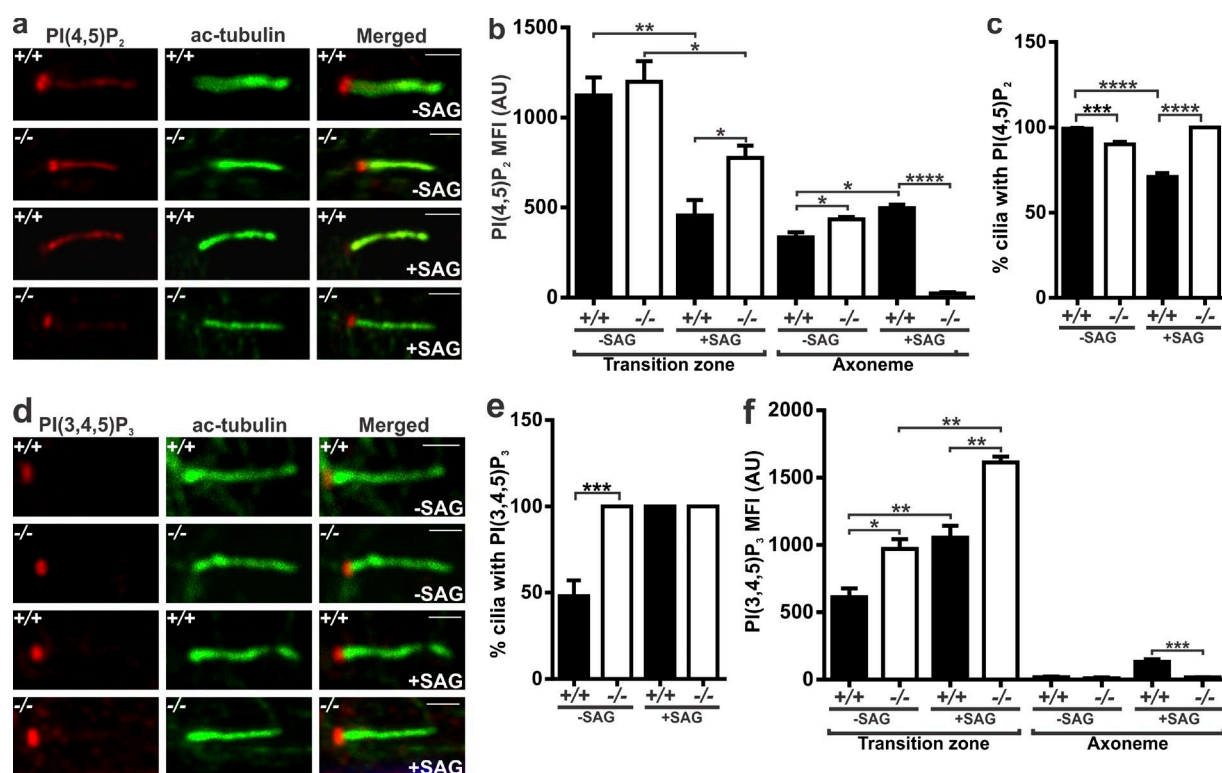 a
PI(4,5)P₂ ac-tubulin Merged
+/+ +/+ +/+
-SAG
-/- -/- -/-
-SAG
+/+ +/+ +/+
+SAG
-/- -/- -/-
+SAG
b
PI(4,5)P₂ MFI (AU)
1500
1000
500
0
** * * * * ****
+/+ -/- +/+ -/- +/+ -/- +/+ -/-
-SAG +SAG -SAG +SAG
Transition zone Axoneme
c
% cilia with PI(4,5)P₂
150
100
50
0
****
*** ****
+/+ -/- +/+ -/-
-SAG +SAG
d
PI(3,4,5)P₃ ac-tubulin Merged
+/+ +/+ +/+
-SAG
-/- -/- -/-
-SAG
+/+ +/+ +/+
+SAG
-/- -/- -/-
+SAG
e
% cilia with PI(3,4,5)P₃
150
100
50
0
***
+/+ -/- +/+ -/-
-SAG +SAG
f
PI(3,4,5)P₃ MFI (AU)
2000
1500
1000
500
0
**
**
**
*
***
+/+ -/- +/+ -/- +/+ -/- +/+ -/-
-SAG +SAG -SAG +SAG
Transition zone Axoneme